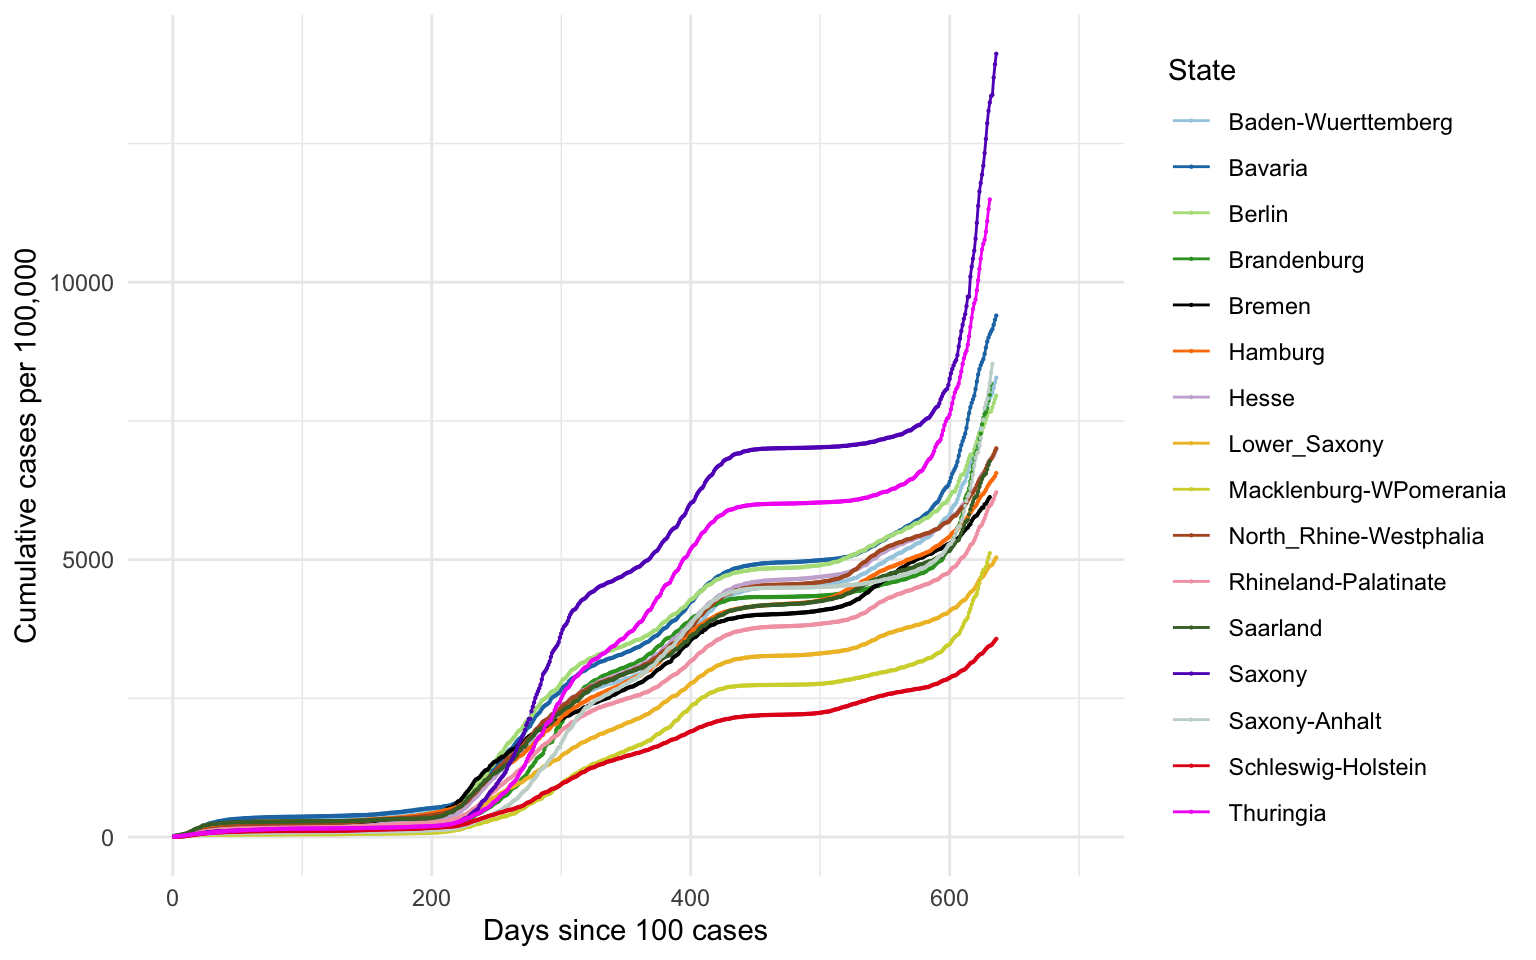 State
Baden-Wuerttemberg
Bavaria
Berlin
Brandenburg
Bremen
Hamburg
Hesse
Lower_Saxony
Macklenburg-WPomerania
North_Rhine-Westphalia
Rhineland-Palatinate
Saarland
Saxony
Saxony-Anhalt
Schleswig-Holstein
Thuringia
Cumulative cases per 100,000
10000
5000
0
0 200 400 600
Days since 100 cases